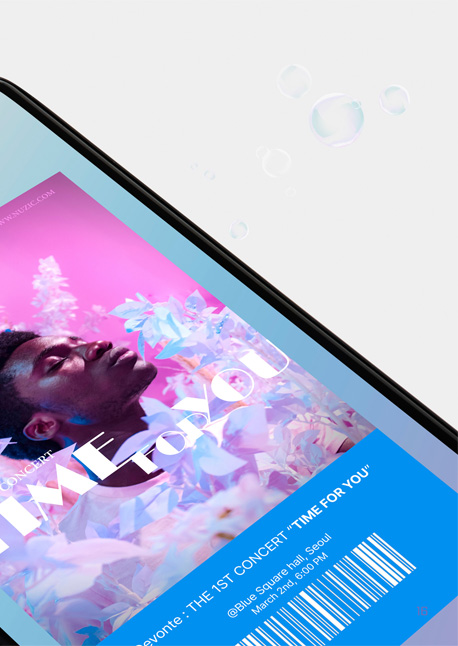 WWW.NUZIC.COM
CONCERT
TIME
FOR YOU
Devonte : THE 1ST CONCERT “TIME FOR YOU”
@Blue Square hall, Seoul
March 2nd, 6:00 PM
18